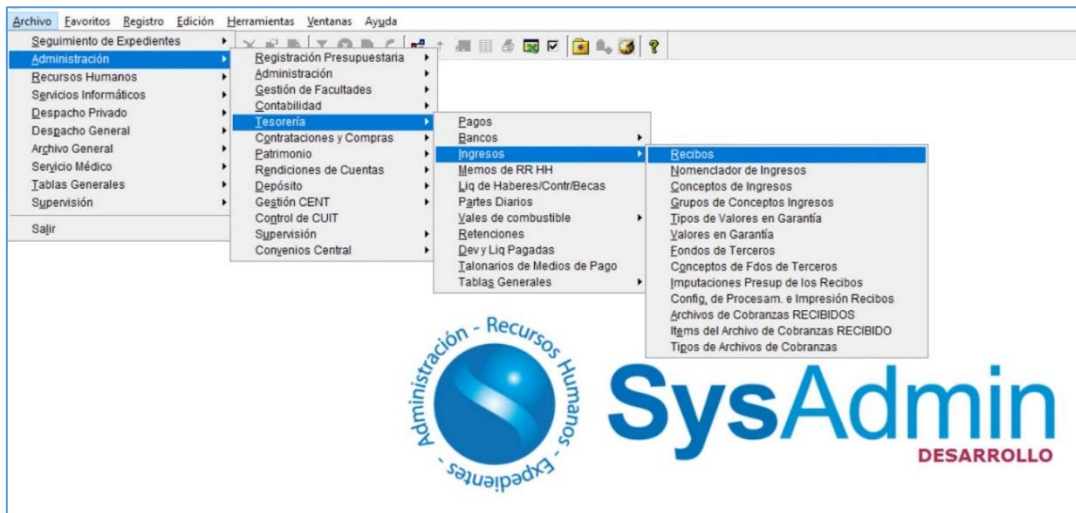 Archivo Favoritos Registro Edición Herramientas Ventanas Ayuda
Seguimiento de Expedientes
Administración
Recursos Humanos
Servicios Informáticos
Despacho Privado
Despacho General
Archivo General
Servicio Médico
Tablas Generales
Supervisión
Salir
Registración Presupuestaria
Administración
Gestión de Facultades
Contabilidad
Tesorería
Contrataciones y Compras
Patrimonio
Rendiciones de Cuentas
Depósito
Gestión CENT
Control de CUIT
Supervisión
Convenios Central
Pagos
Bancos
Ingresos
Memos de RR HH
Liq de Haberes/Contr/Becas
Partes Diarios
Vales de combustible
Retenciones
Dev y Liq Pagadas
Talonarios de Medios de Pago
Tablas Generales
Recibos
Nomenclador de Ingresos
Conceptos de Ingresos
Grupos de Conceptos Ingresos
Tipos de Valores en Garantía
Valores en Garantía
Fondos de Terceros
Conceptos de Fdos de Terceros
Imputaciones Presup de los Recibos
Config. de Procesam. e Impresión Recibos
Archivos de Cobranzas RECIBIDOS
Items del Archivo de Cobranzas RECIBIDO
Tipos de Archivos de Cobranzas
Administración - Recursos Humanos - Expedientes -
SysAdmin
DESARROLLO